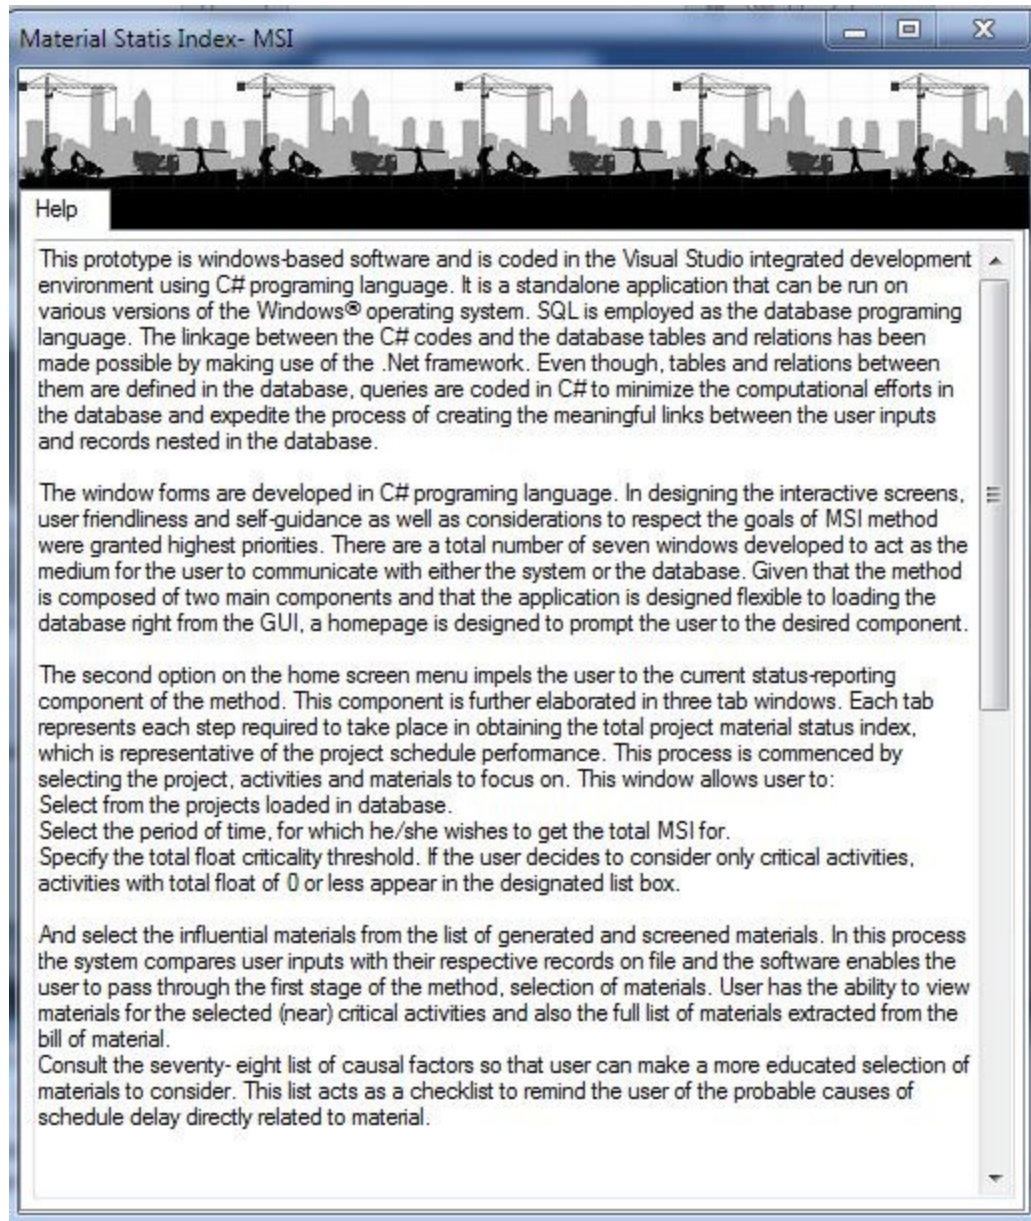 Material Statis Index- MSI
Help
This prototype is windows-based software and is coded in the Visual Studio integrated development
environment using C# programing language. It is a standalone application that can be run on
various versions of the Windows® operating system. SQL is employed as the database programing
language. The linkage between the C# codes and the database tables and relations has been
made possible by making use of the .Net framework. Even though, tables and relations between
them are defined in the database, queries are coded in C# to minimize the computational efforts in
the database and expedite the process of creating the meaningful links between the user inputs
and records nested in the database.
The window forms are developed in C# programing language. In designing the interactive screens,
user friendliness and self-guidance as well as considerations to respect the goals of MSI method
were granted highest priorities. There are a total number of seven windows developed to act as the
medium for the user to communicate with either the system or the database. Given that the method
is composed of two main components and that the application is designed flexible to loading the
database right from the GUI, a homepage is designed to prompt the user to the desired component.
The second option on the home screen menu impels the user to the current status-reporting
component of the method. This component is further elaborated in three tab windows. Each tab
represents each step required to take place in obtaining the total project material status index,
which is representative of the project schedule performance. This process is commenced by
selecting the project, activities and materials to focus on. This window allows user to:
Select from the projects loaded in database.
Select the period of time, for which he/she wishes to get the total MSI for.
Specify the total float criticality threshold. If the user decides to consider only critical activities,
activities with total float of 0 or less appear in the designated list box.
And select the influential materials from the list of generated and screened materials. In this process
the system compares user inputs with their respective records on file and the software enables the
user to pass through the first stage of the method, selection of materials. User has the ability to view
materials for the selected (near) critical activities and also the full list of materials extracted from the
bill of material.
Consult the seventy- eight list of causal factors so that user can make a more educated selection of
materials to consider. This list acts as a checklist to remind the user of the probable causes of
schedule delay directly related to material.